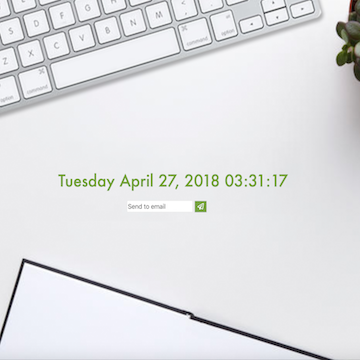 S D F G H J K L
Z X C V B N M
command
command
option
option
Tuesday April 27, 2018 03:31:17
Send to email